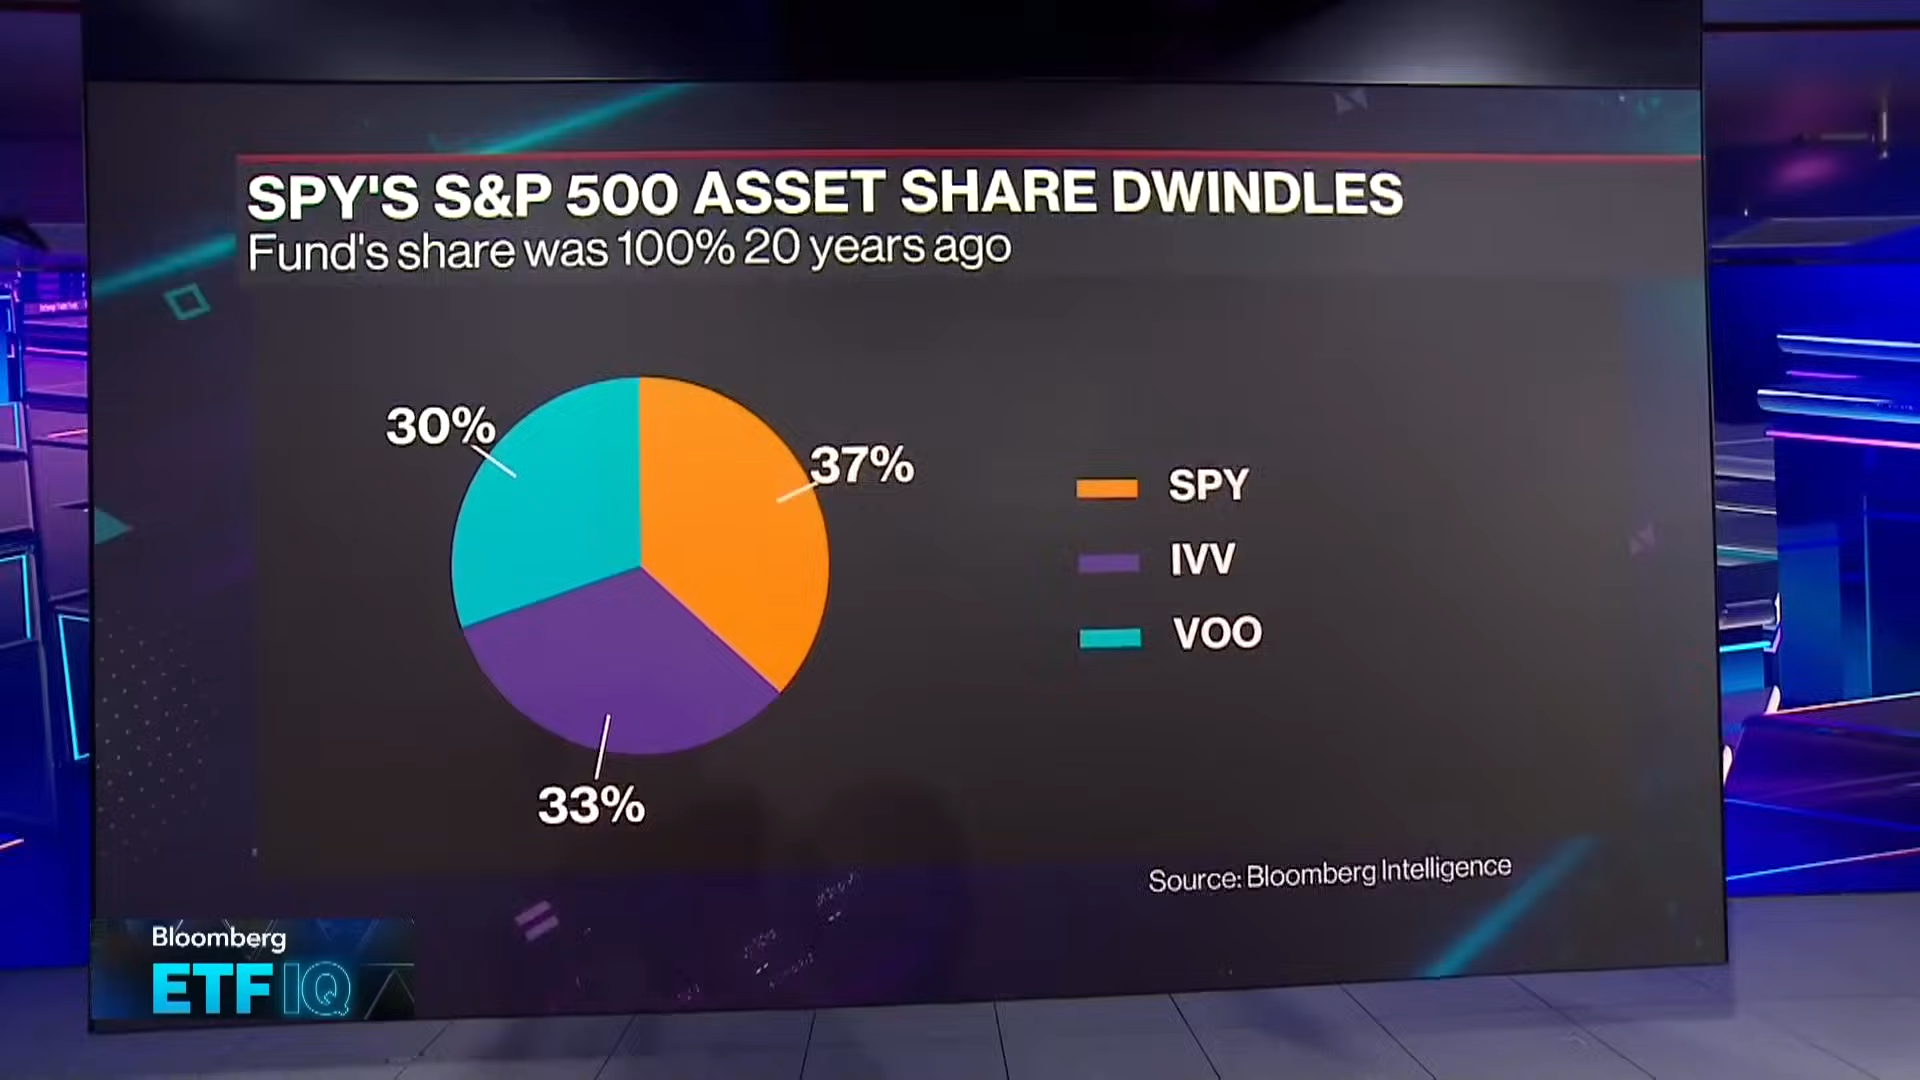 SPY'S S&P 500 ASSET SHARE DWINDLES
Fund's share was 100% 20 years ago
30%
37%
33%
SPY
IVV
VOO
Source: Bloomberg Intelligence
Bloomberg
ETF IQ